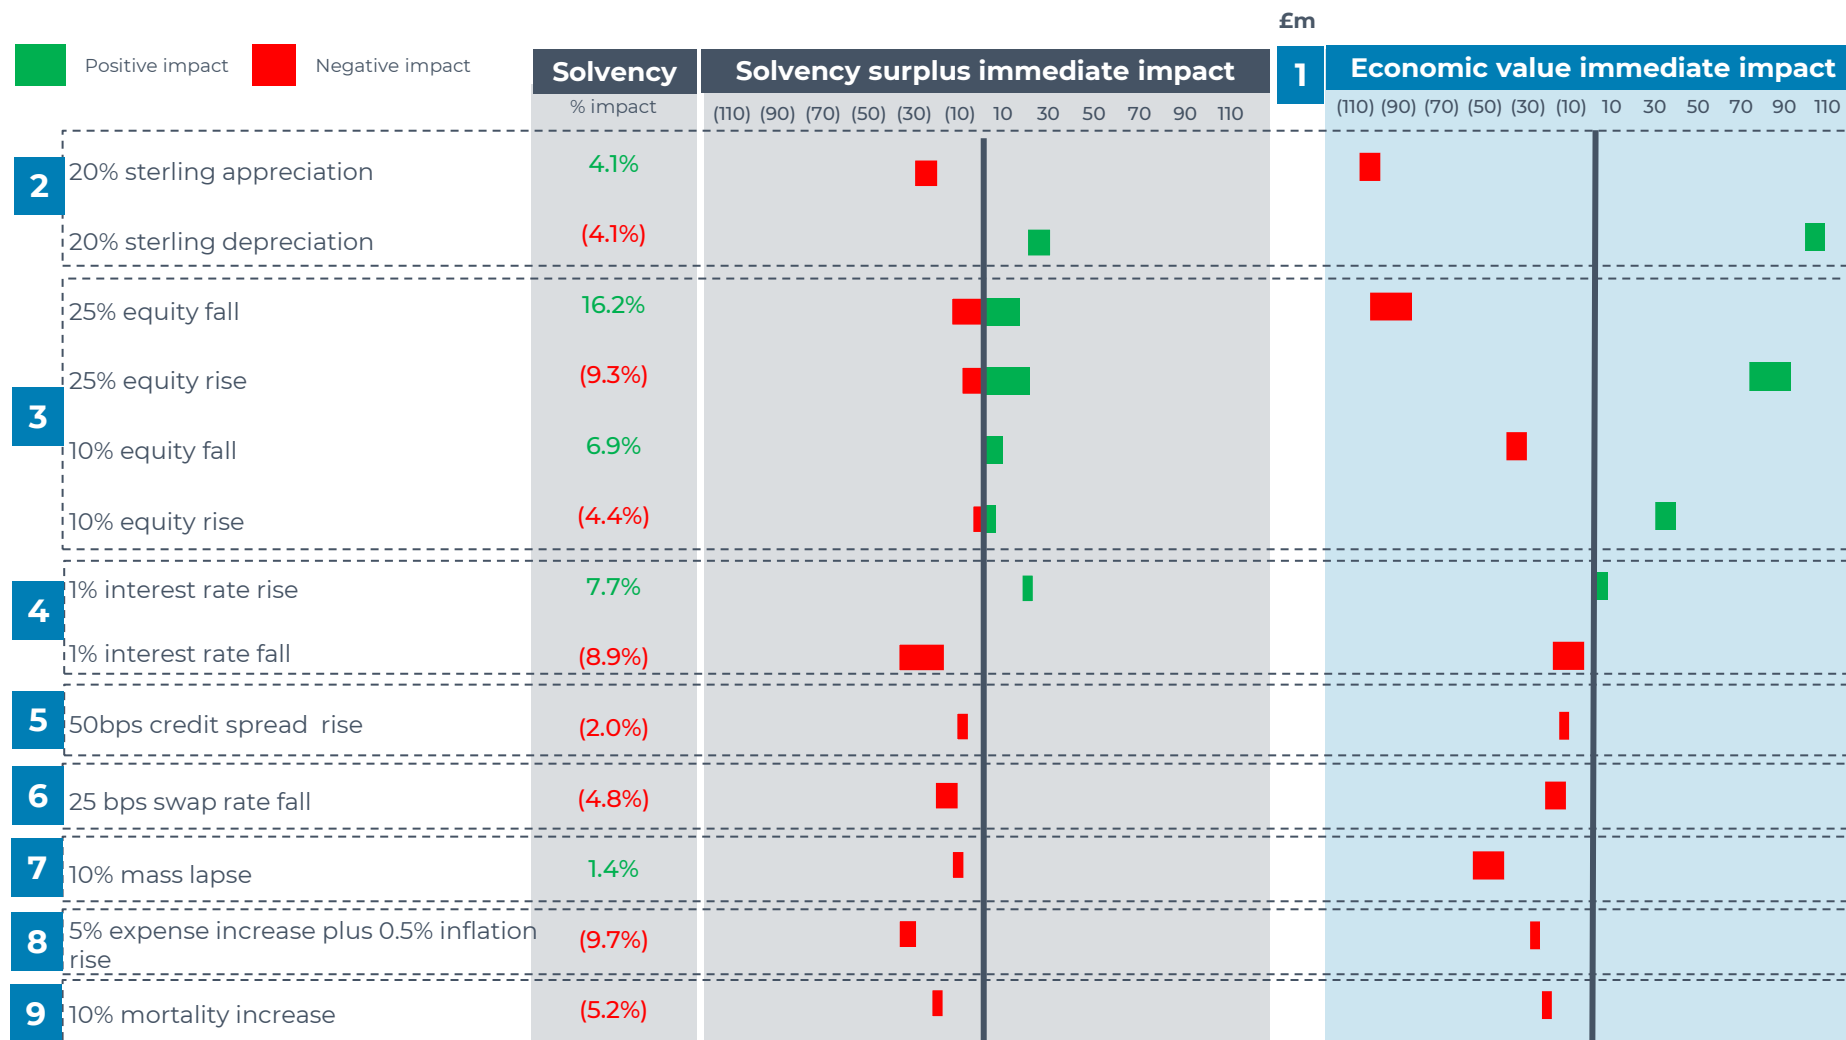 £m
Positive impact
Negative impact
Solvency
Solvency surplus immediate impact
1
Economic value immediate impact
% impact
(110) (90) (70) (50) (30) (10) 10 30 50 70 90 110
(110) (90) (70) (50) (30) (10) 10 30 50 70 90 110
2
20% sterling appreciation
4.1%
20% sterling depreciation
(4.1%)
3
25% equity fall
16.2%
25% equity rise
(9.3%)
10% equity fall
6.9%
10% equity rise
(4.4%)
4
1% interest rate rise
7.7%
1% interest rate fall
(8.9%)
5
50bps credit spread  rise
(2.0%)
6
25 bps swap rate fall
(4.8%)
7
10% mass lapse
1.4%
8
5% expense increase plus 0.5% inflation
rise
(9.7%)
9
10% mortality increase
(5.2%)